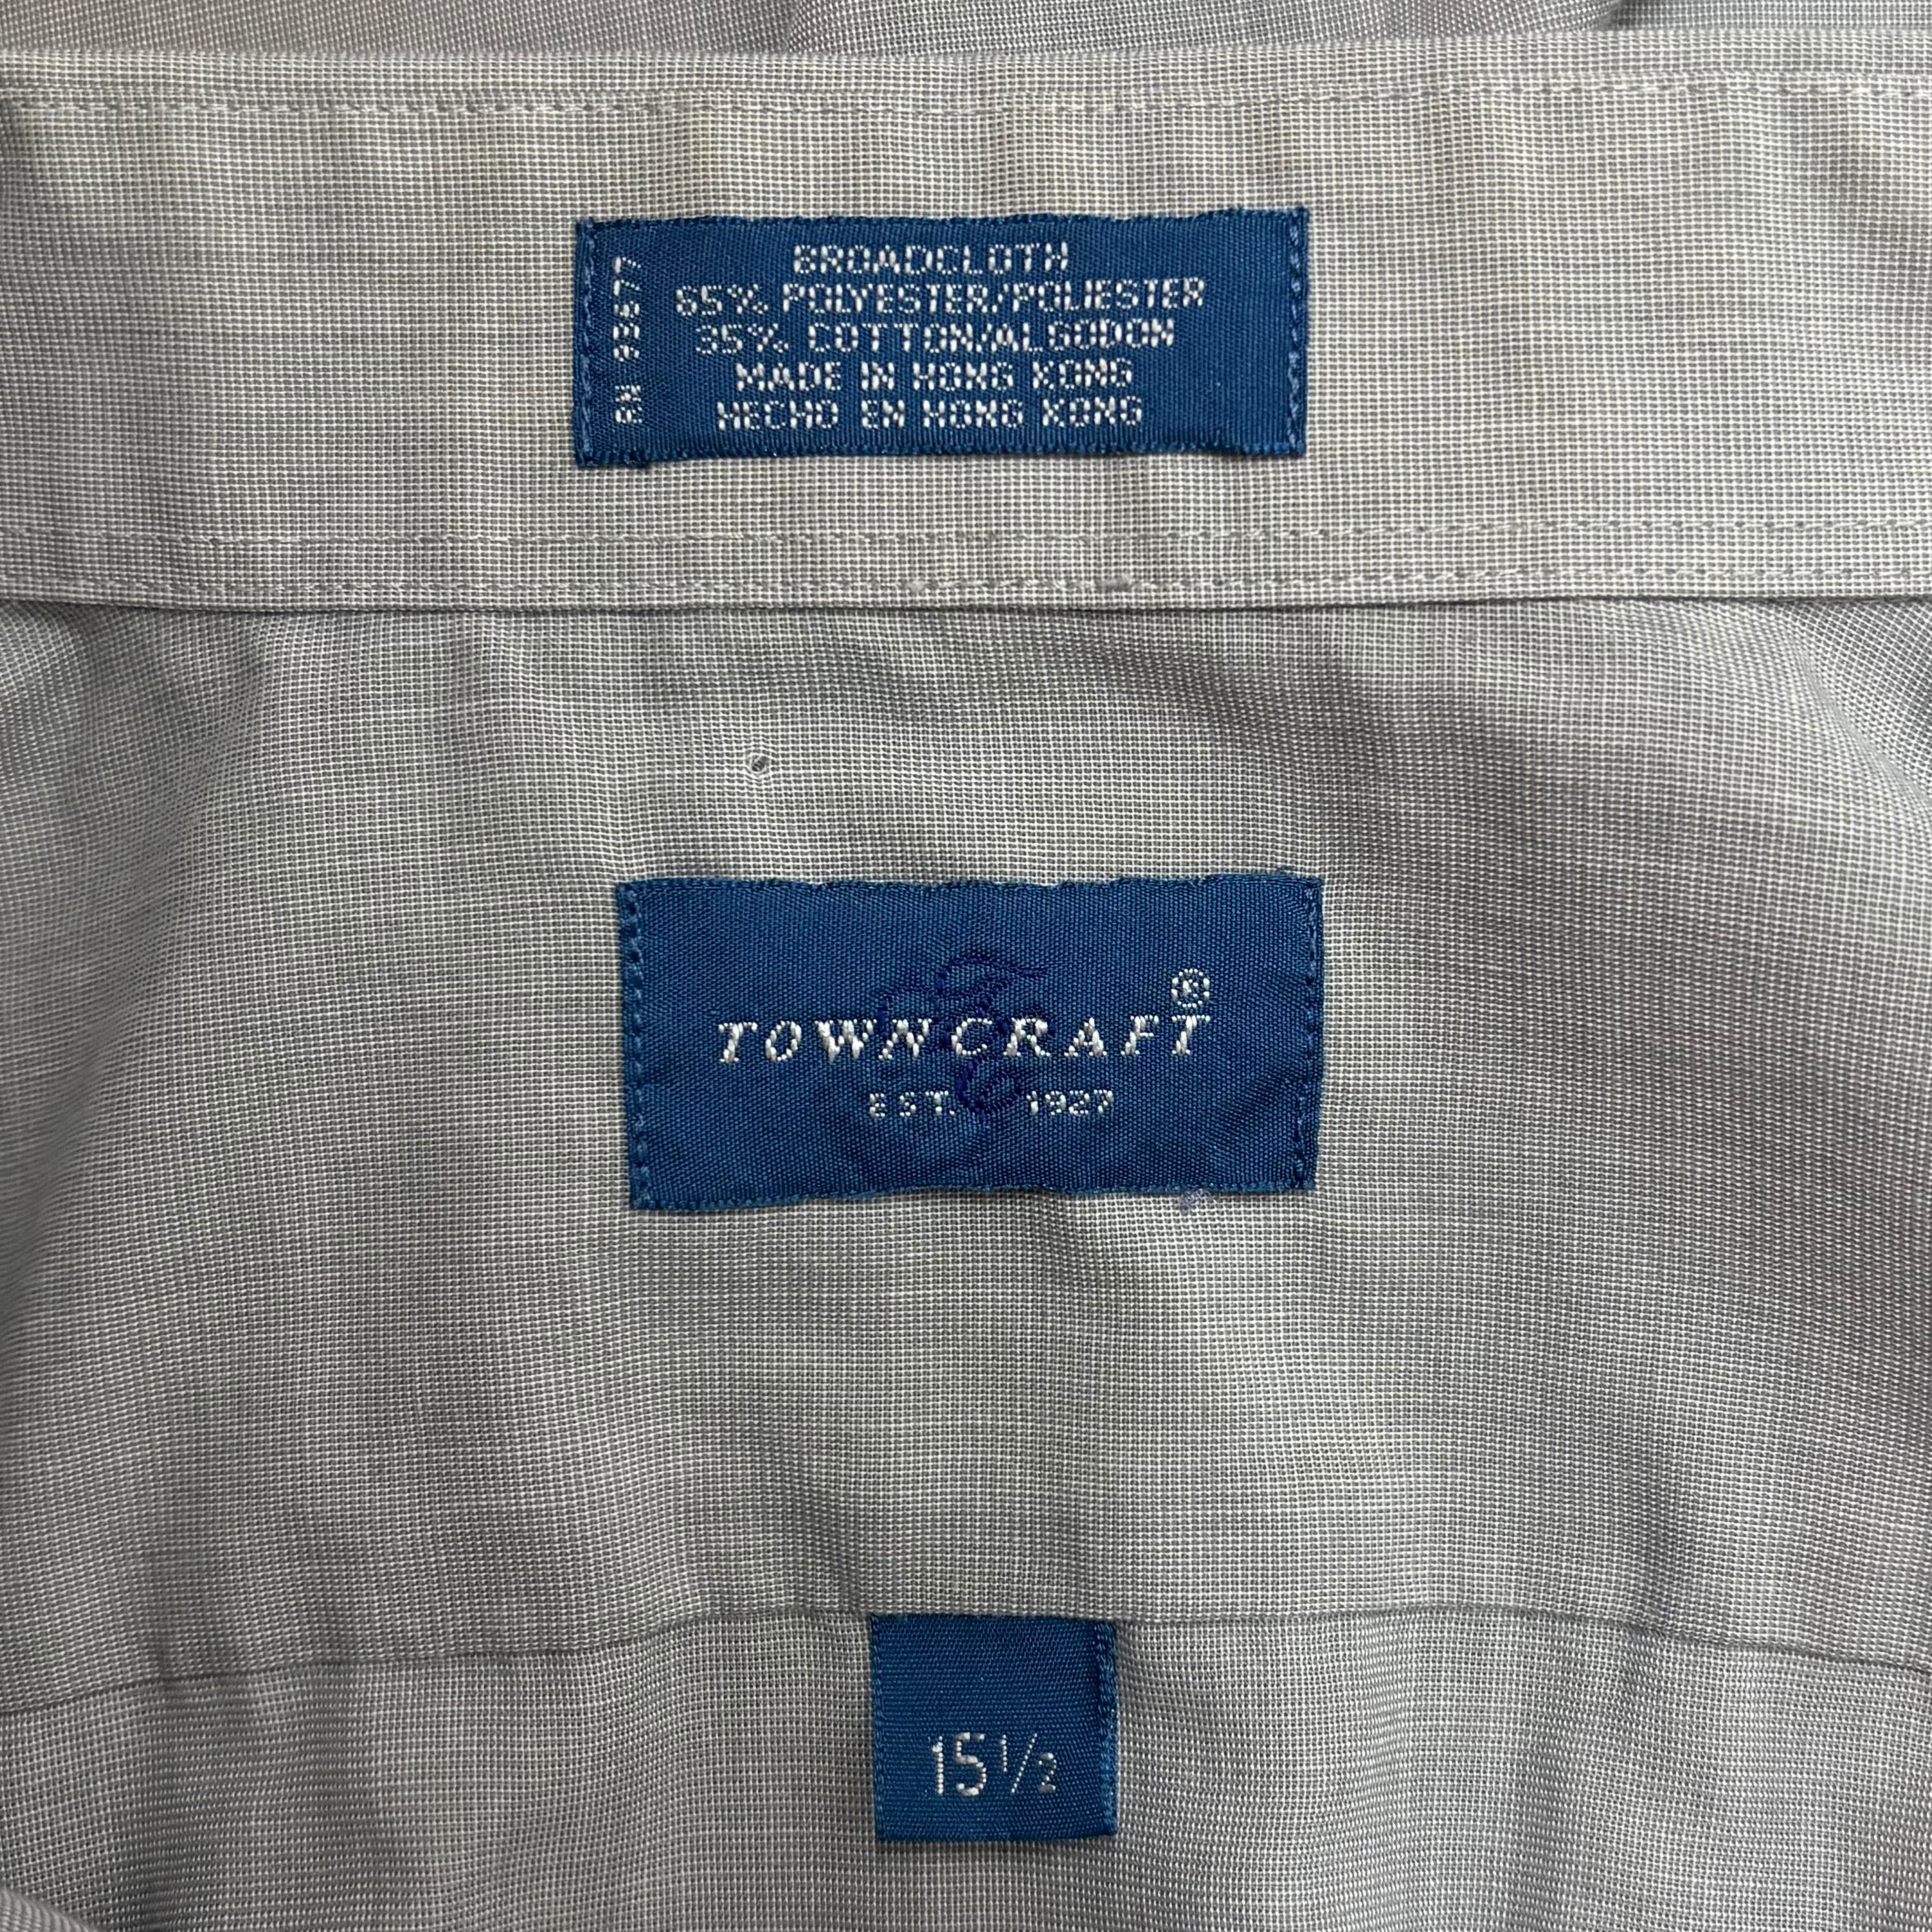 BROADCLOTH
65% POLYESTER/POLIESTER
35% COTTON/ALGODON
MADE IN HONG KONG
HECHO EN HONG KONG
RN 93677
TOWNCRAFT®
EST. 1927
15 1/2